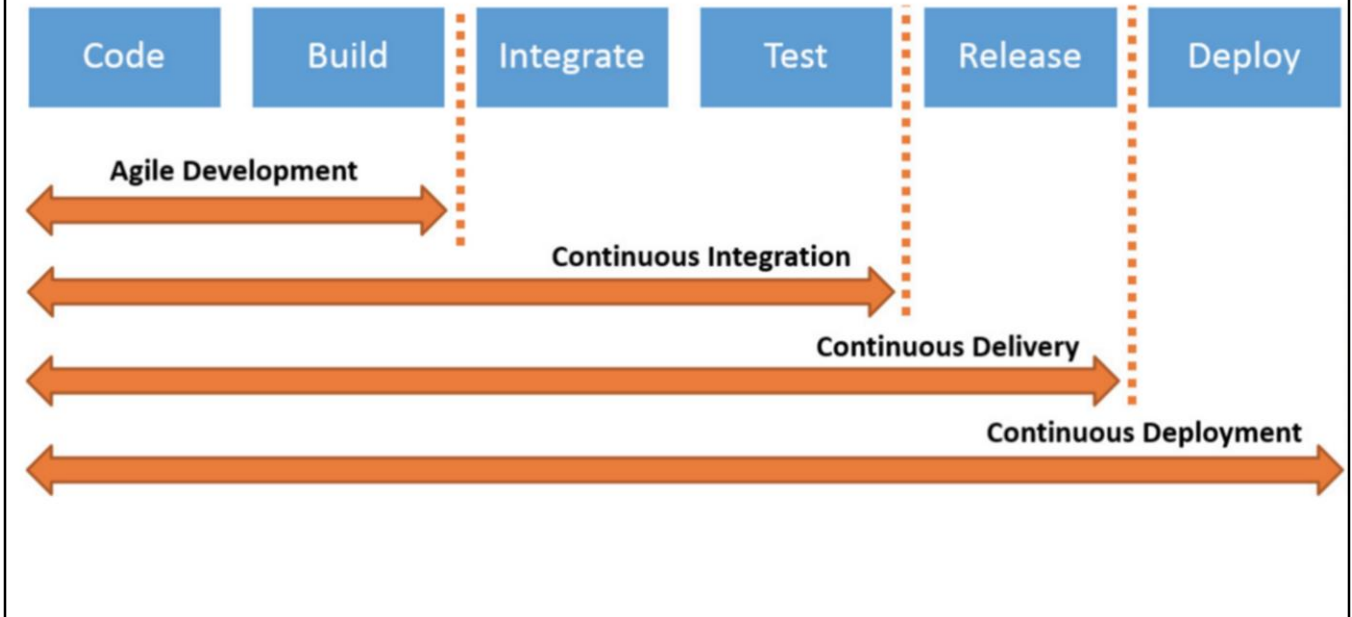 Code Build Integrate Test Release Deploy
Agile Development
Continuous Integration
Continuous Delivery
Continuous Deployment